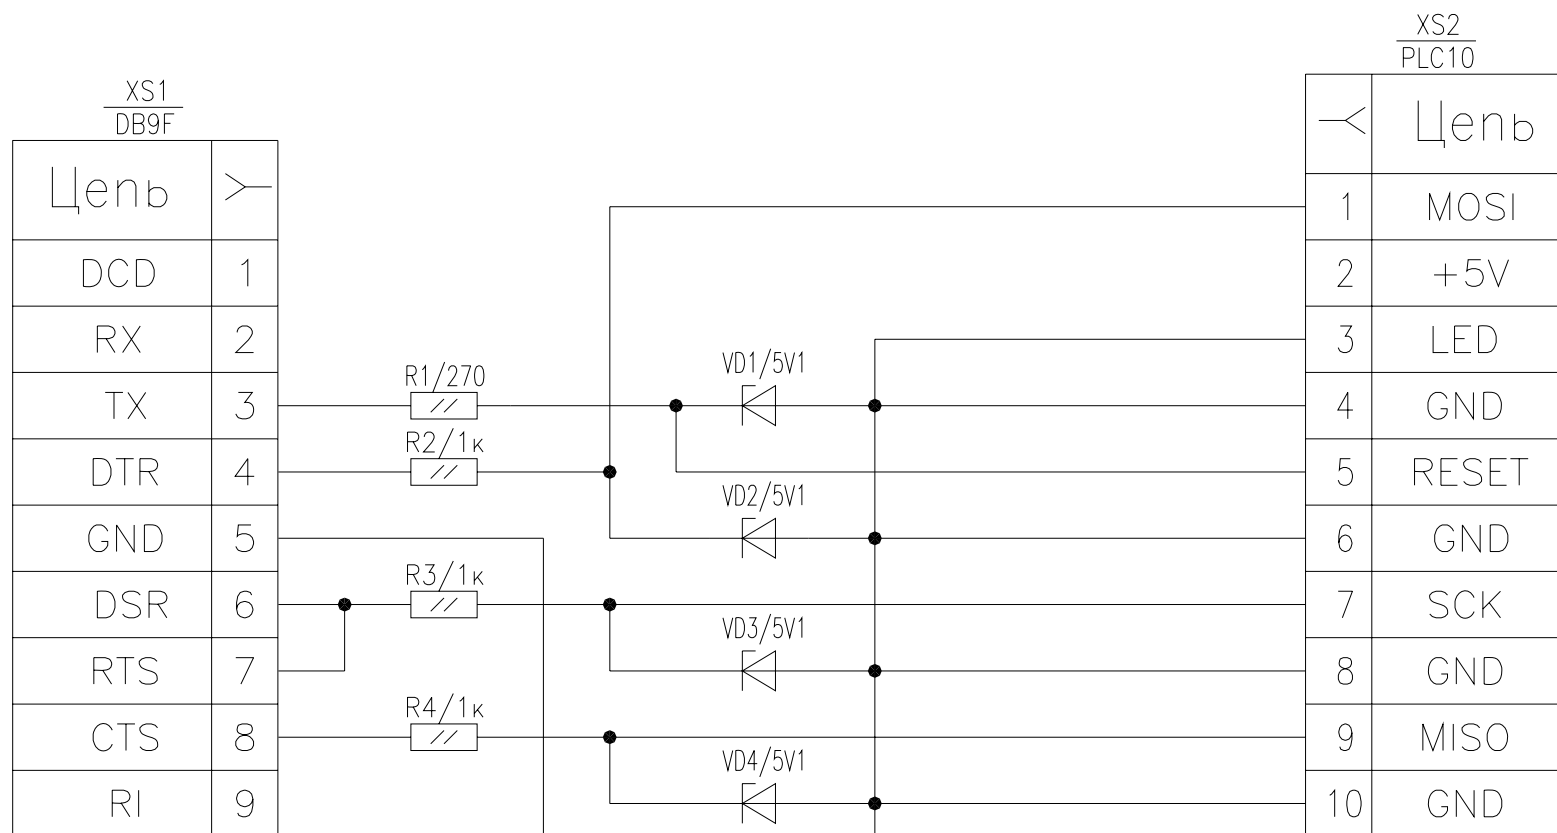 XS1
DB9F
Цепь
DCD 1
RX 2
TX 3
DTR 4
GND 5
DSR 6
RTS 7
CTS 8
RI 9
R1/270
R2/1к
R3/1к
R4/1к
VD1/5V1
VD2/5V1
VD3/5V1
VD4/5V1
XS2
PLC10
Цепь
1 MOSI
2 +5V
3 LED
4 GND
5 RESET
6 GND
7 SCK
8 GND
9 MISO
10 GND